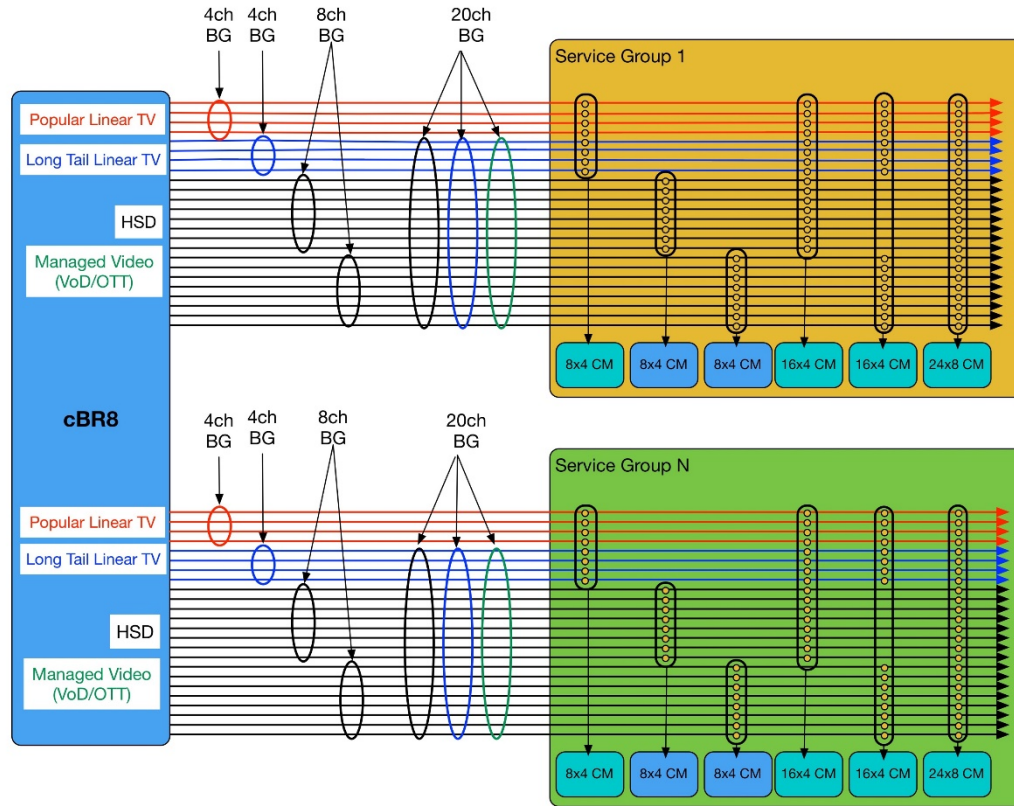 4ch
BG
4ch
BG
8ch
BG
20ch
BG
Service Group 1
Popular Linear TV
Long Tail Linear TV
HSD
Managed Video
(VoD/OTT)
8x4 CM
8x4 CM
8x4 CM
16x4 CM
16x4 CM
24x8 CM
cBR8
4ch
BG
4ch
BG
8ch
BG
20ch
BG
Service Group N
Popular Linear TV
Long Tail Linear TV
HSD
Managed Video
(VoD/OTT)
8x4 CM
8x4 CM
8x4 CM
16x4 CM
16x4 CM
24x8 CM